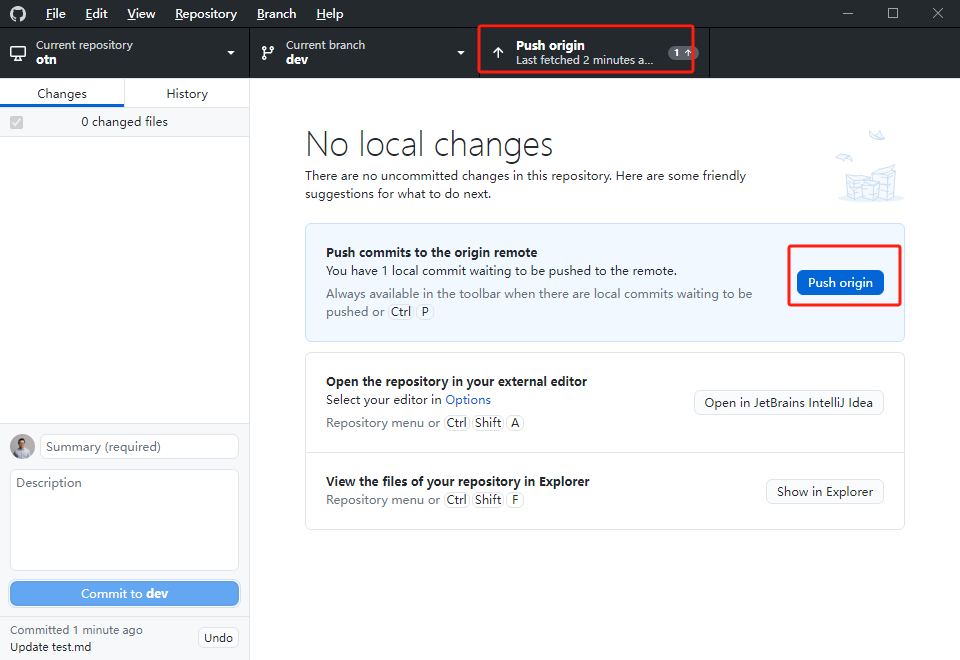 File Edit View Repository Branch Help
Current repository
otn
Current branch
dev
Push origin
Last fetched 2 minutes a...
1
Changes
History
0 changed files
No local changes
There are no uncommitted changes in this repository. Here are some friendly
suggestions for what to do next.
Push commits to the origin remote
You have 1 local commit waiting to be pushed to the remote.
Always available in the toolbar when there are local commits waiting to be
pushed or Ctrl P
Push origin
Open the repository in your external editor
Select your editor in Options
Repository menu or Ctrl Shift A
Open in JetBrains IntelliJ Idea
View the files of your repository in Explorer
Repository menu or Ctrl Shift F
Show in Explorer
Summary (required)
Description
Commit to dev
Committed 1 minute ago
Update test.md
Undo